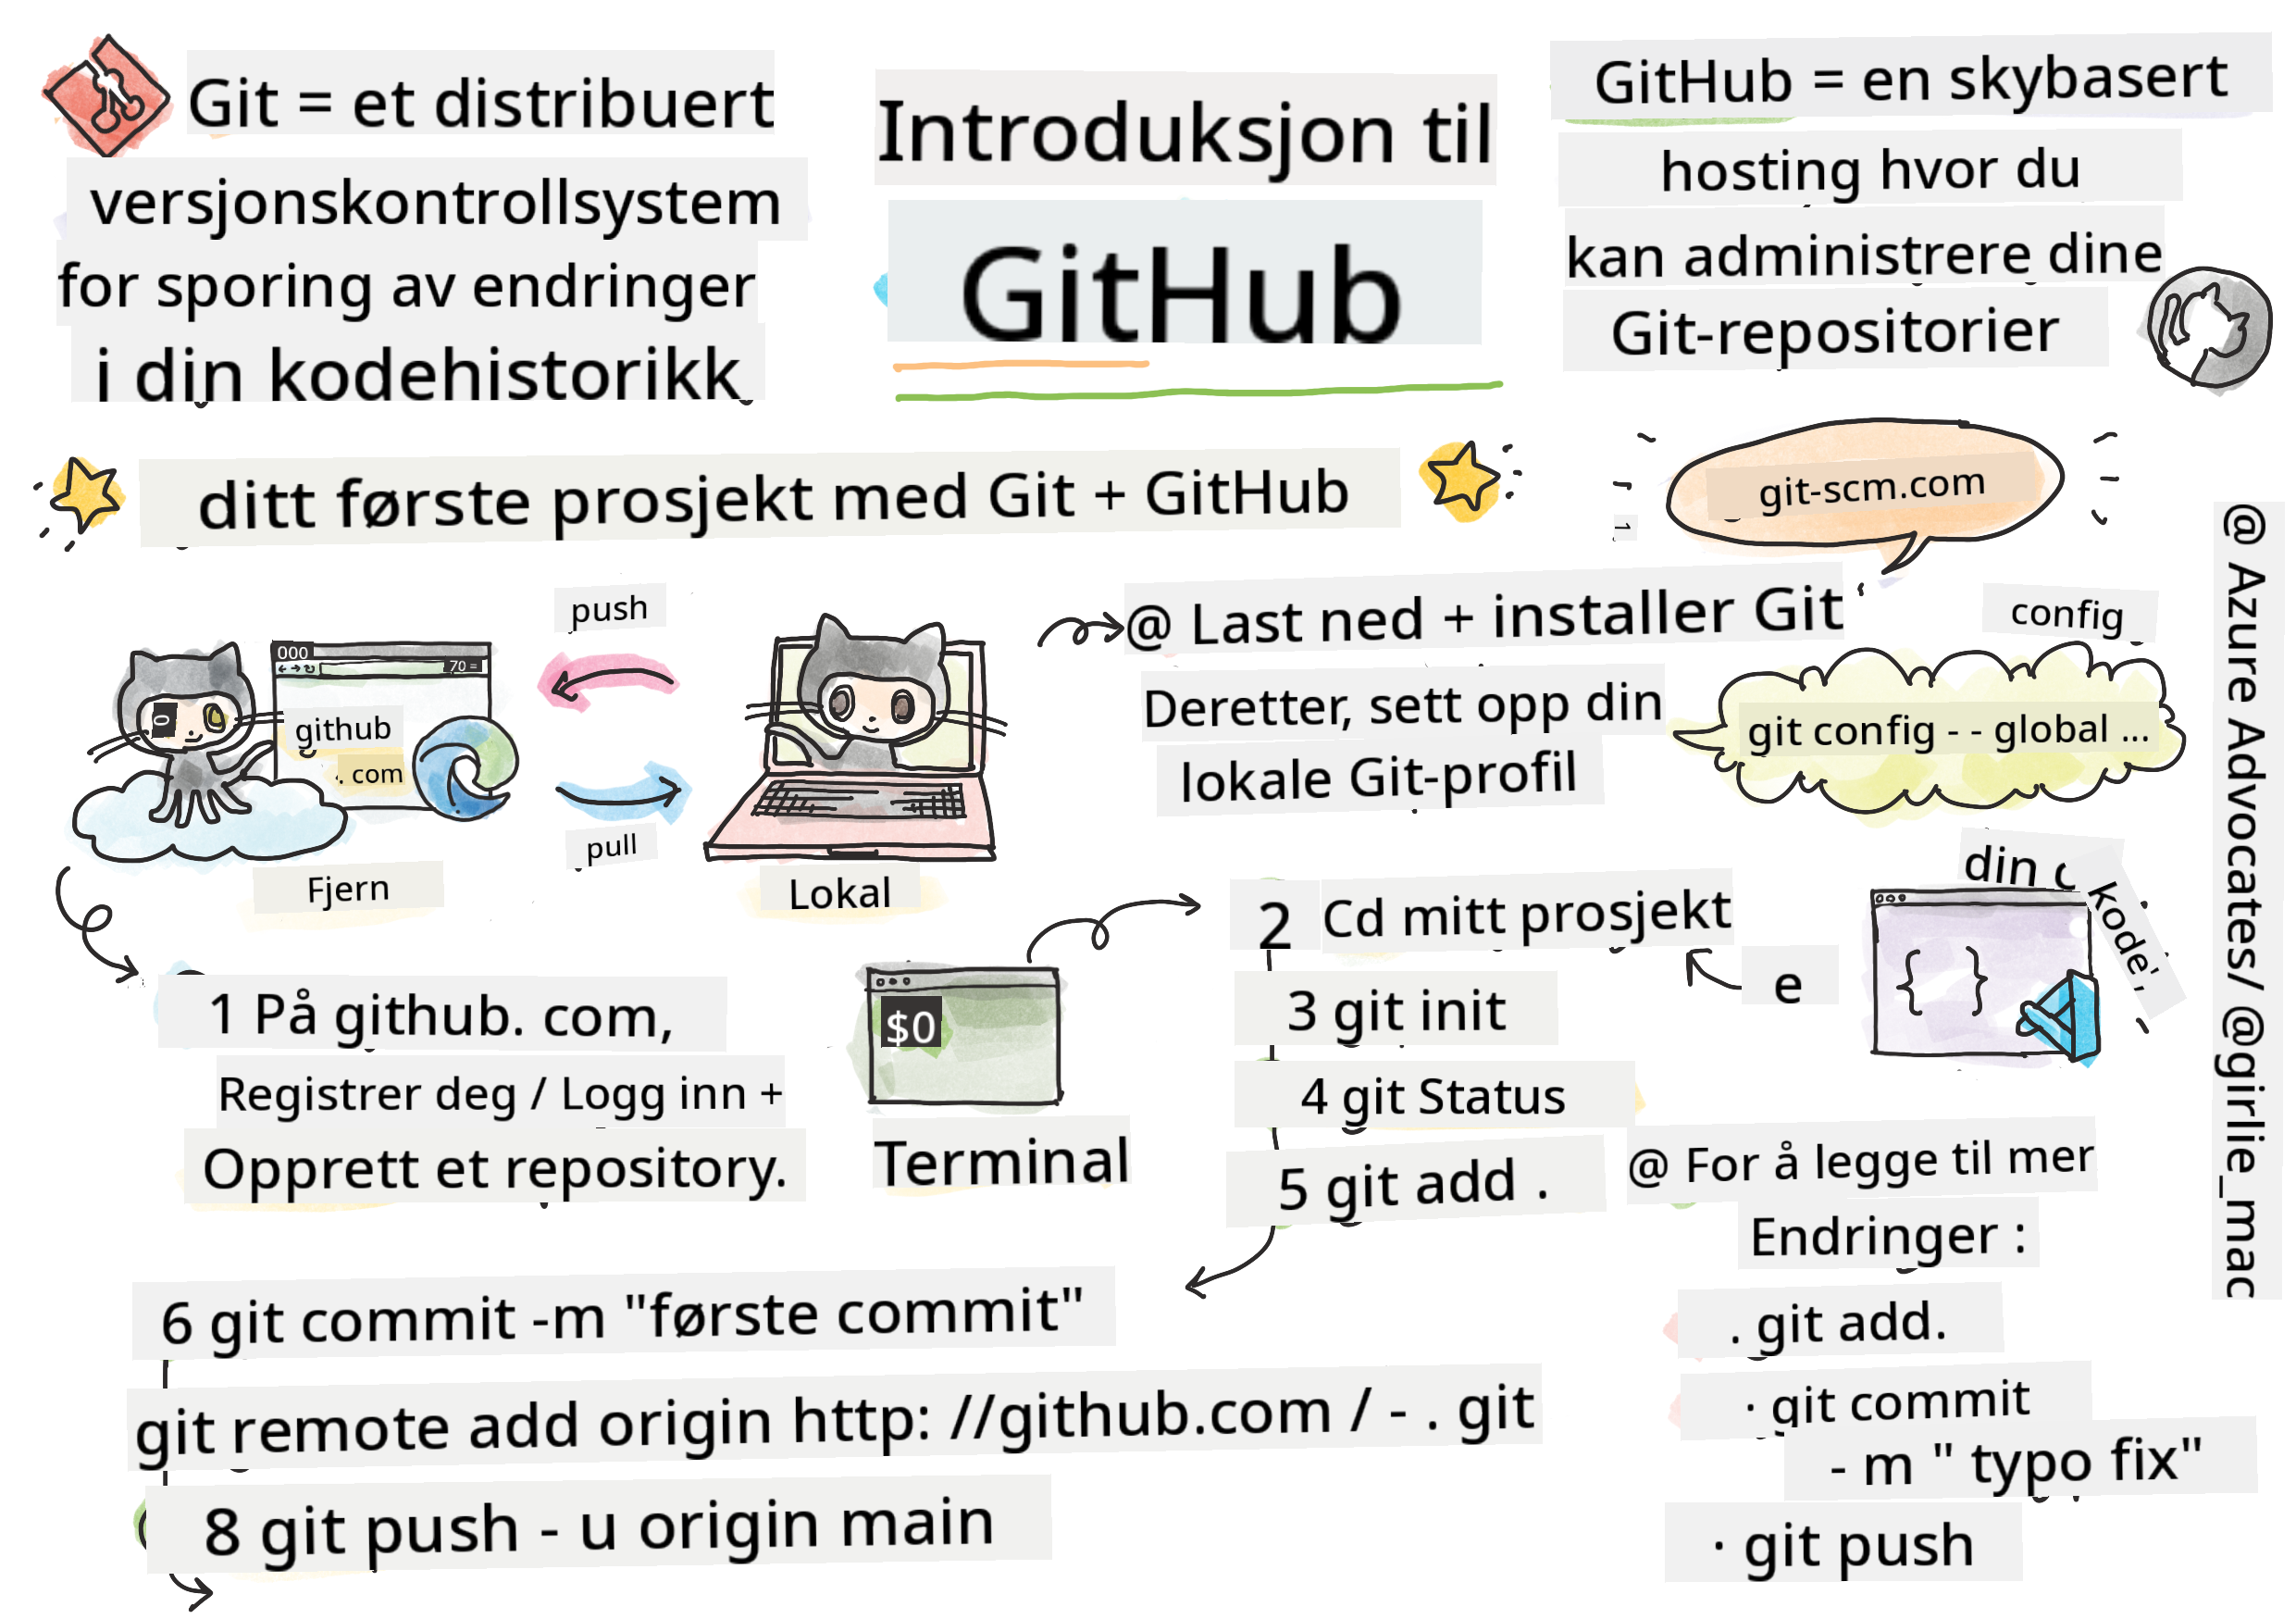 Git = et distribuert
versjonskontrollsystem
for sporing av endringer
i din kodehistorikk
Introduksjon til
GitHub
GitHub = en skybasert
hosting hvor du
kan administrere dine
Git-repositorier
ditt første prosjekt med Git + GitHub
git-scm.com
@ Azure Advocates/ @girlie_mac
push
000
70 =
github
. com
0
pull
Fjern
Lokal
@ Last ned + installer Git
Deretter, sett opp din
lokale Git-profil
config
git config - - global ...
din
kode',
{ }
e
1 På github. com,
Registrer deg / Logg inn +
Opprett et repository.
$0
Terminal
2 Cd mitt prosjekt
3 git init
4 git Status
5 git add .
6 git commit -m "første commit"
git remote add origin http: //github.com / - . git
8 git push - u origin main
@ For å legge til mer
Endringer :
. git add.
· git commit
- m " typo fix"
· git push